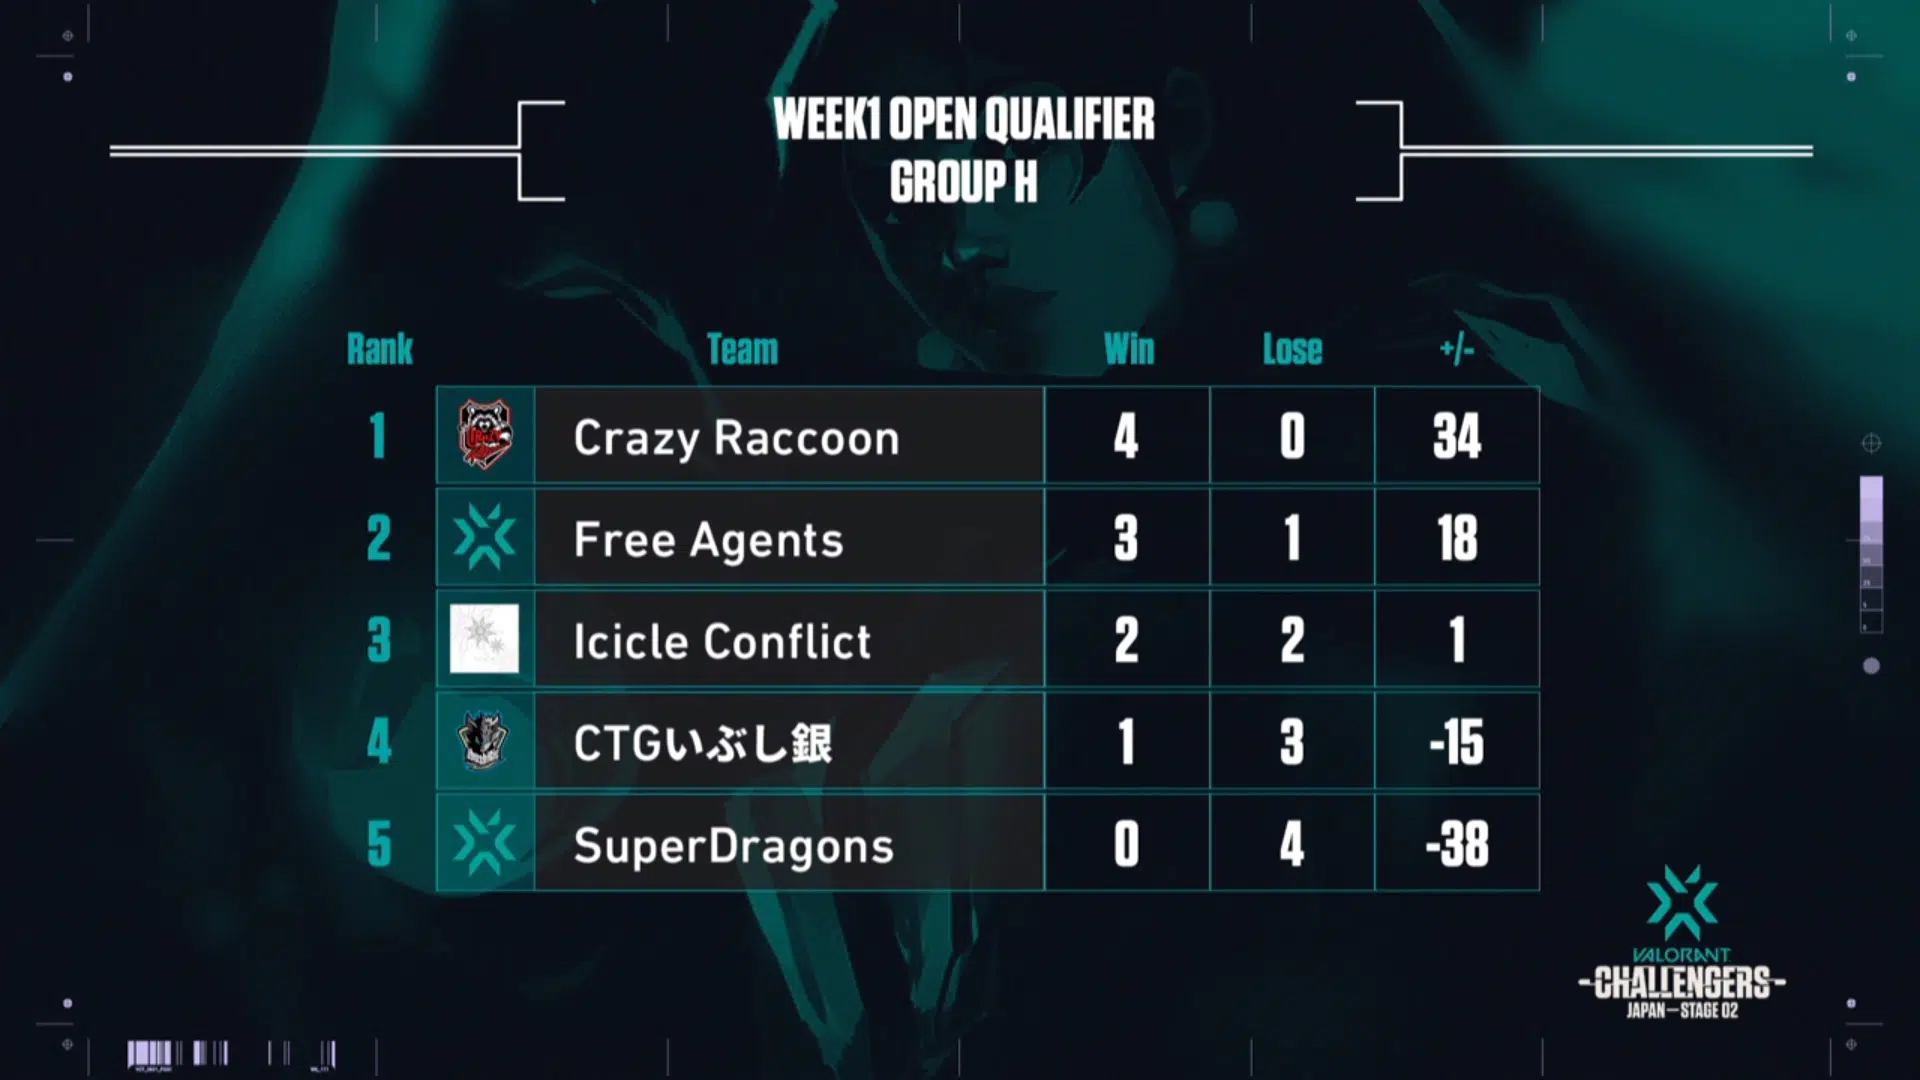 WEEK1 OPEN QUALIFIER
GROUP H
Rank Team Win Lose +/-
1 Crazy Raccoon 4 0 34
2 Free Agents 3 1 18
3 Icicle Conflict 2 2 1
4 CTGいぶし銀 1 3 -15
5 SuperDragons 0 4 -38
VALORANT
CHALLENGERS
JAPAN — STAGE 02